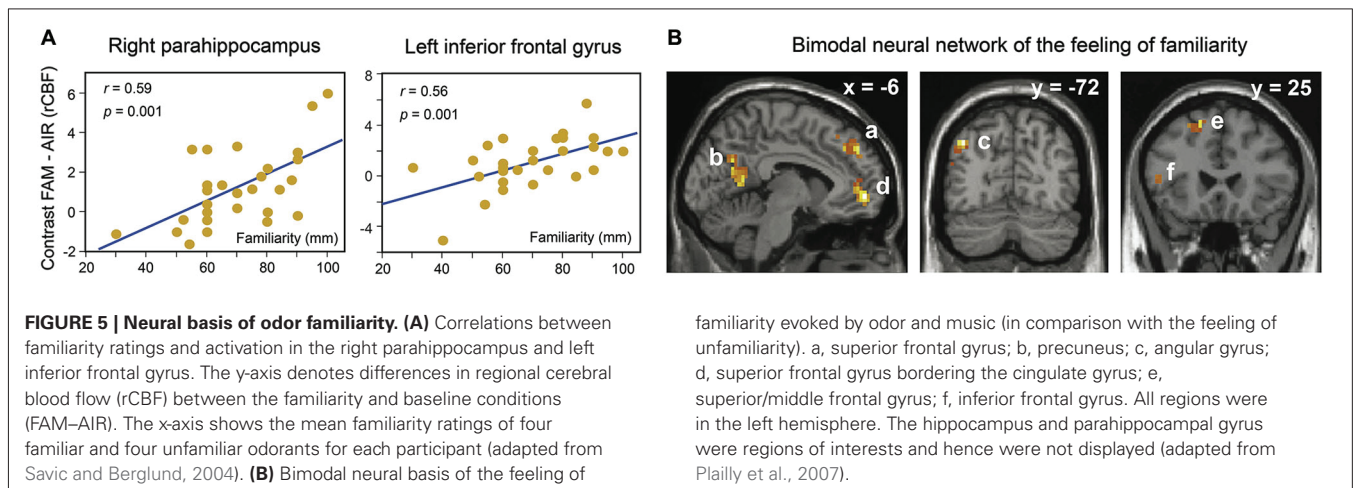 A
Right parahippocampus
Left inferior frontal gyrus
Contrast FAM - AIR (rCBF)
r = 0.59
p = 0.001
6
4
2
0
-2
Familiarity (mm)
20 40 60 80 100
r = 0.56
p = 0.001
8
4
0
-4
Familiarity (mm)
20 40 60 80 100
B
Bimodal neural network of the feeling of familiarity
x = -6
a
b
d
y = -72
c
y = 25
e
f
FIGURE 5 | Neural basis of odor familiarity. (A) Correlations between
familiarity ratings and activation in the right parahippocampus and left
inferior frontal gyrus. The y-axis denotes differences in regional cerebral
blood flow (rCBF) between the familiarity and baseline conditions
(FAM–AIR). The x-axis shows the mean familiarity ratings of four
familiar and four unfamiliar odorants for each participant (adapted from
Savic and Berglund, 2004). (B) Bimodal neural basis of the feeling of
familiarity evoked by odor and music (in comparison with the feeling of
unfamiliarity). a, superior frontal gyrus; b, precuneus; c, angular gyrus;
d, superior frontal gyrus bordering the cingulate gyrus; e,
superior/middle frontal gyrus; f, inferior frontal gyrus. All regions were
in the left hemisphere. The hippocampus and parahippocampal gyrus
were regions of interests and hence were not displayed (adapted from
Plailly et al., 2007).